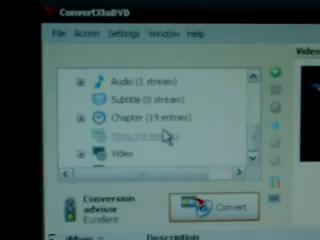 ConvertXtoDVD
File Action Settings Window Help
Video
Audio (1 stream)
Subtitle (0 stream)
Chapter (19 entries)
Video
Conversion
advisor
Excellent
Convert
Description